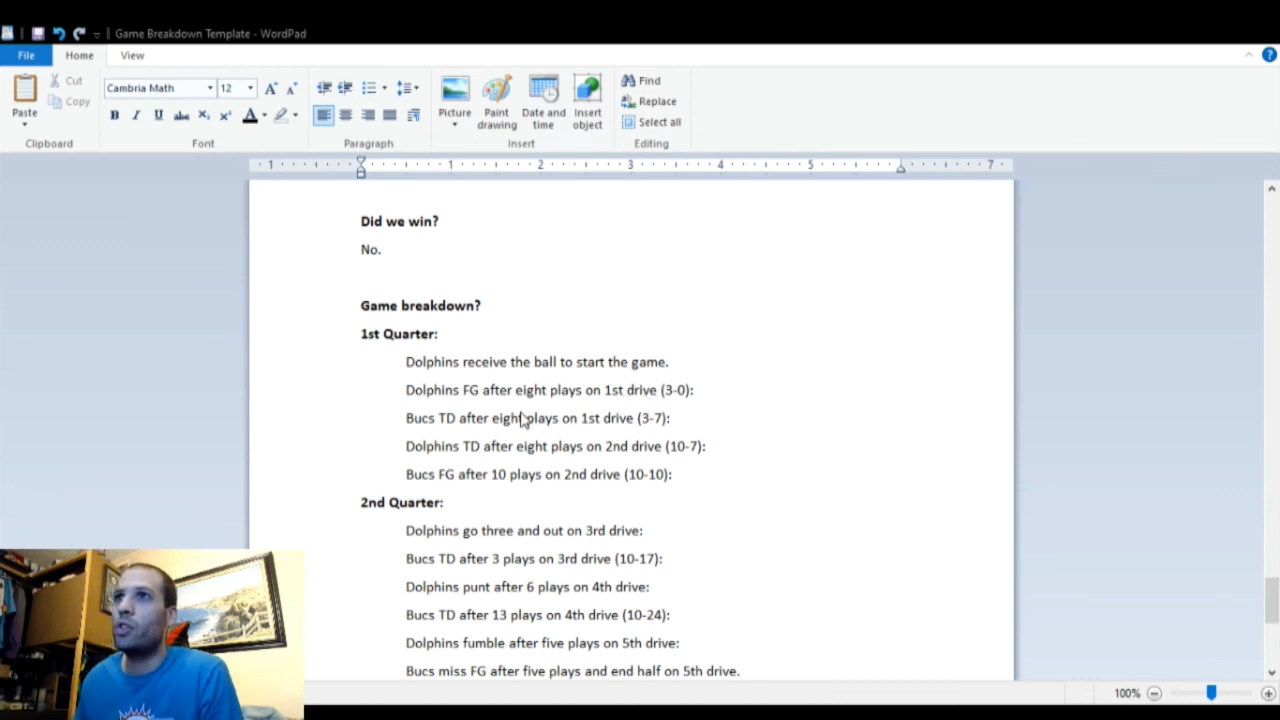 Game Breakdown Template - WordPad
File Home View
Paste
Cut
Copy
Clipboard
Cambria Math 12
Font
Paragraph
Picture
Paint drawing
Date and time
Insert object
Insert
Find
Replace
Select all
Editing
1 1 2 3 4 5 7
Did we win?
No.
Game breakdown?
1st Quarter:
Dolphins receive the ball to start the game.
Dolphins FG after eight plays on 1st drive (3-0):
Bucs TD after eight plays on 1st drive (3-7):
Dolphins TD after eight plays on 2nd drive (10-7):
Bucs FG after 10 plays on 2nd drive (10-10):
2nd Quarter:
Dolphins go three and out on 3rd drive:
Bucs TD after 3 plays on 3rd drive (10-17):
Dolphins punt after 6 plays on 4th drive:
Bucs TD after 13 plays on 4th drive (10-24):
Dolphins fumble after five plays on 5th drive:
Bucs miss FG after five plays and end half on 5th drive.
100%